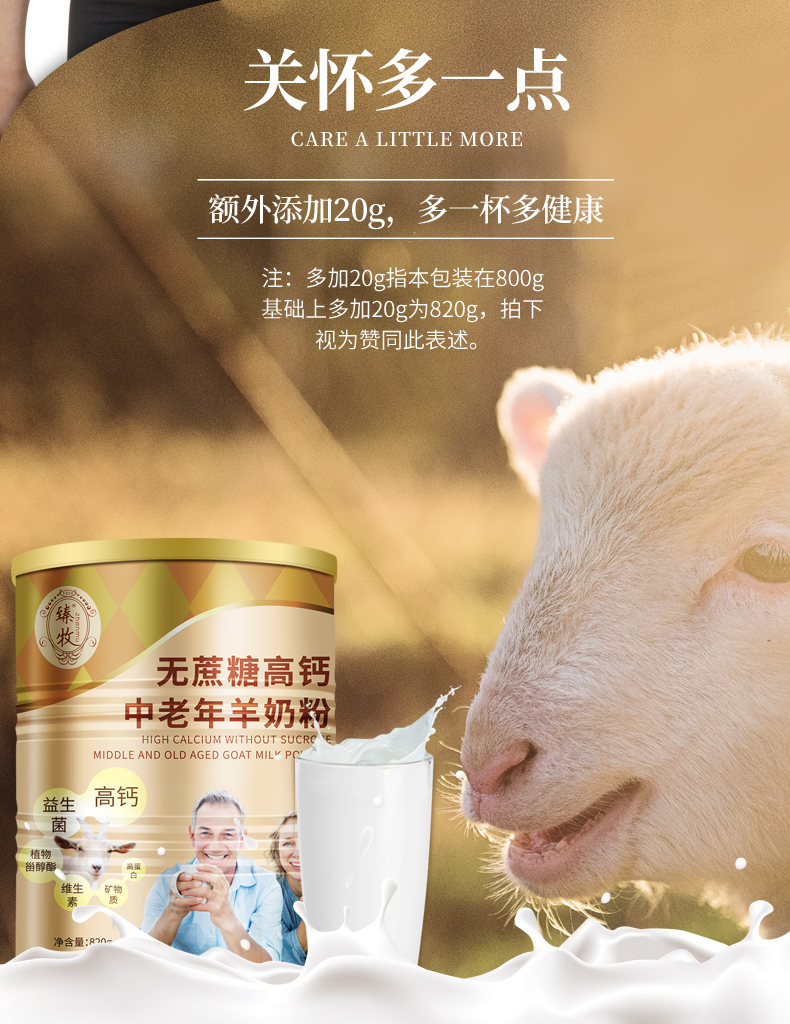 关怀多一点
CARE A LITTLE MORE
额外添加20g，多一杯多健康
注：多加20g指本包装在800g
基础上多加20g为820g，拍下
视为赞同此表述。
臻牧
zhenmu
无蔗糖高钙
中老年羊奶粉
HIGH CALCIUM WITHOUT SUCROSE
MIDDLE AND OLD AGED GOAT MILK
高钙
益生
菌
植物
甾醇酯
高蛋
白
维生
素
矿物
质
净含量:820g